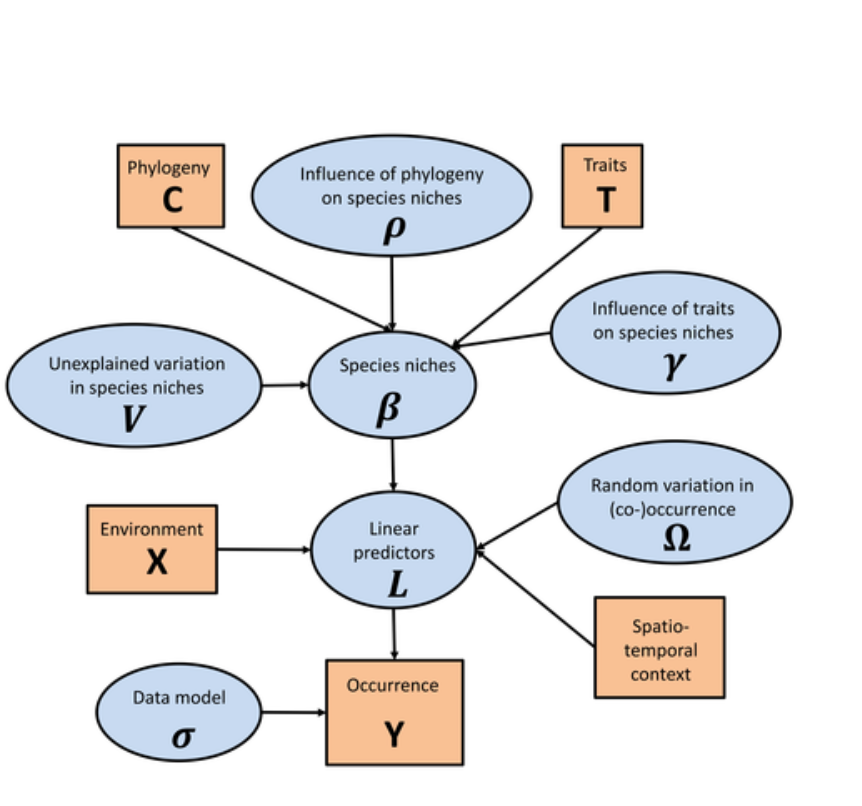 Phylogeny
C
Influence of phylogeny
on species niches
ρ
Traits
T
Influence of traits
on species niches
γ
Unexplained variation
in species niches
V
Species niches
β
Random variation in
(co-)occurrence
Ω
Environment
X
Linear
predictors
L
Spatio-
temporal
context
Data model
σ
Occurrence
Y